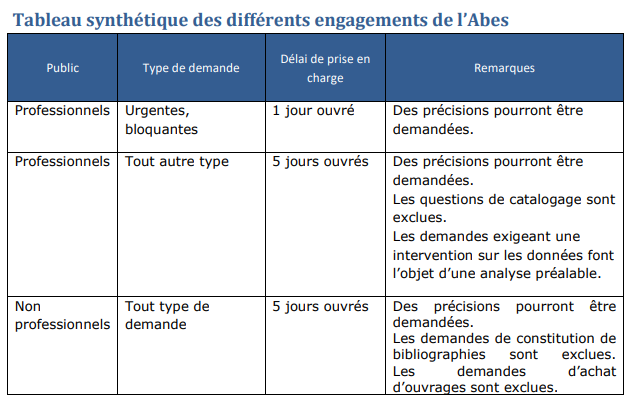 Tableau synthétique des différents engagements de l'Abes
Public
Type de demande
Délai de prise en
charge
Remarques
Professionnels
Urgentes,
bloquantes
1 jour ouvré
Des précisions pourront être
demandées.
Professionnels
Tout autre type
5 jours ouvrés
Des précisions pourront être
demandées.
Les questions de catalogage sont
exclues.
Les demandes exigeant une
intervention sur les données font
l'objet d'une analyse préalable.
Non
professionnels
Tout type de
demande
5 jours ouvrés
Des précisions pourront être
demandées.
Les demandes de constitution de
bibliographies sont exclues.
Les demandes d'achat
d'ouvrages sont exclues.